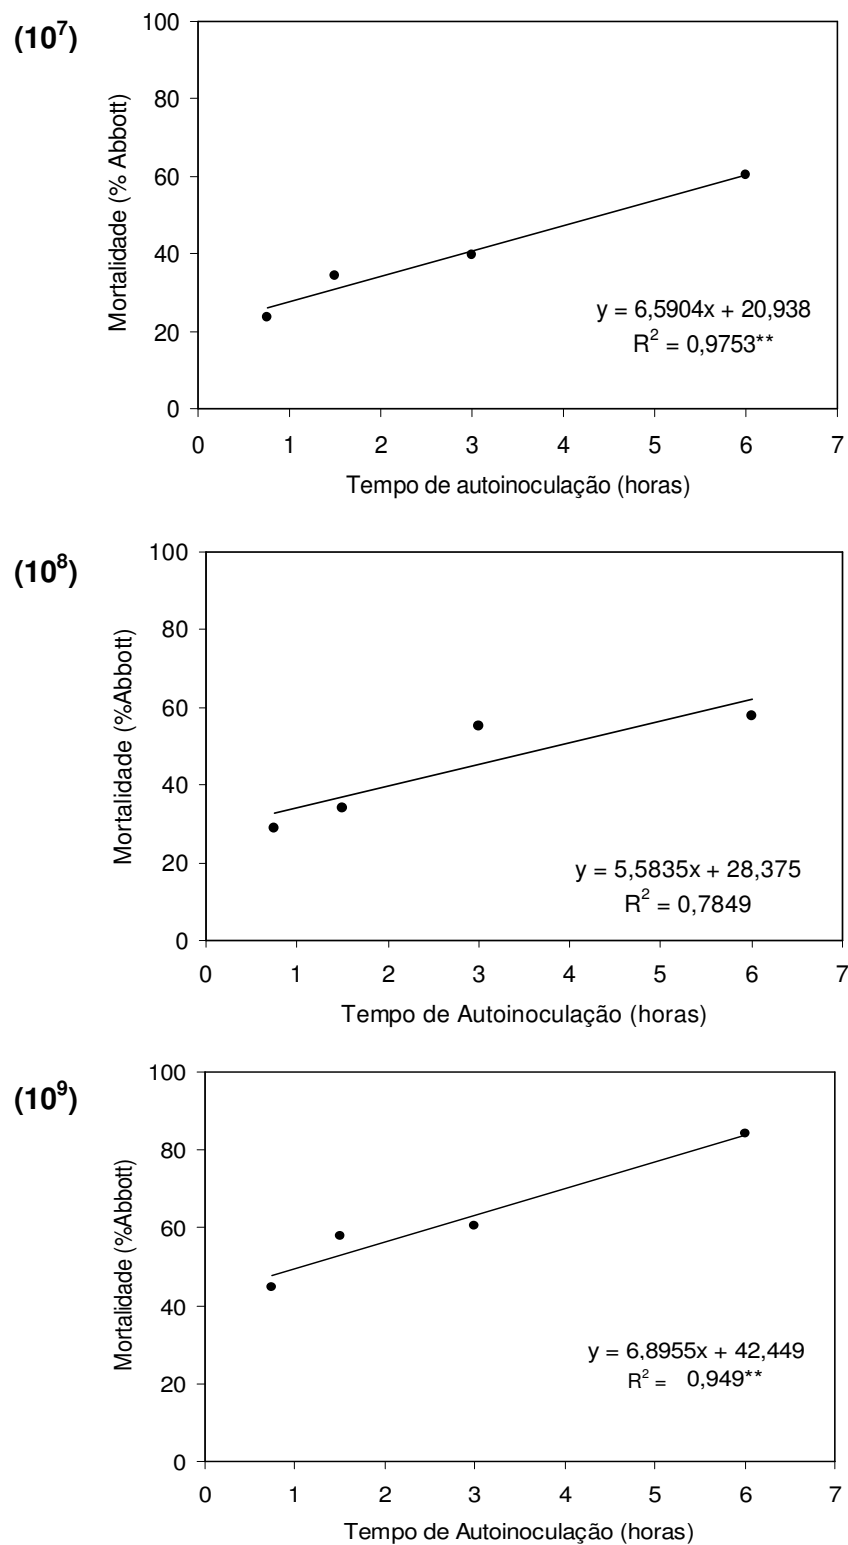 (10⁷)
Mortalidade (% Abbott)
100
80
60
40
20
0
0 1 2 3 4 5 6 7
y = 6,5904x + 20,938
R² = 0,9753**
Tempo de autoinoculação (horas)
(10⁸)
Mortalidade (%Abbott)
100
80
60
40
20
0
0 1 2 3 4 5 6 7
y = 5,5835x + 28,375
R² = 0,7849
Tempo de Autoinoculação (horas)
(10⁹)
Mortalidade (%Abbott)
100
80
60
40
20
0
0 1 2 3 4 5 6 7
y = 6,8955x + 42,449
R² = 0,949**
Tempo de Autoinoculação (horas)